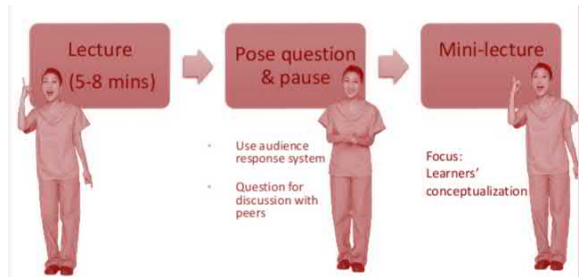 Lecture
(5-8 mins)
Pose question
& pause
Mini-lecture
• Use audience
response system
• Question for
discussion with
peers
Focus:
Learners'
conceptualization